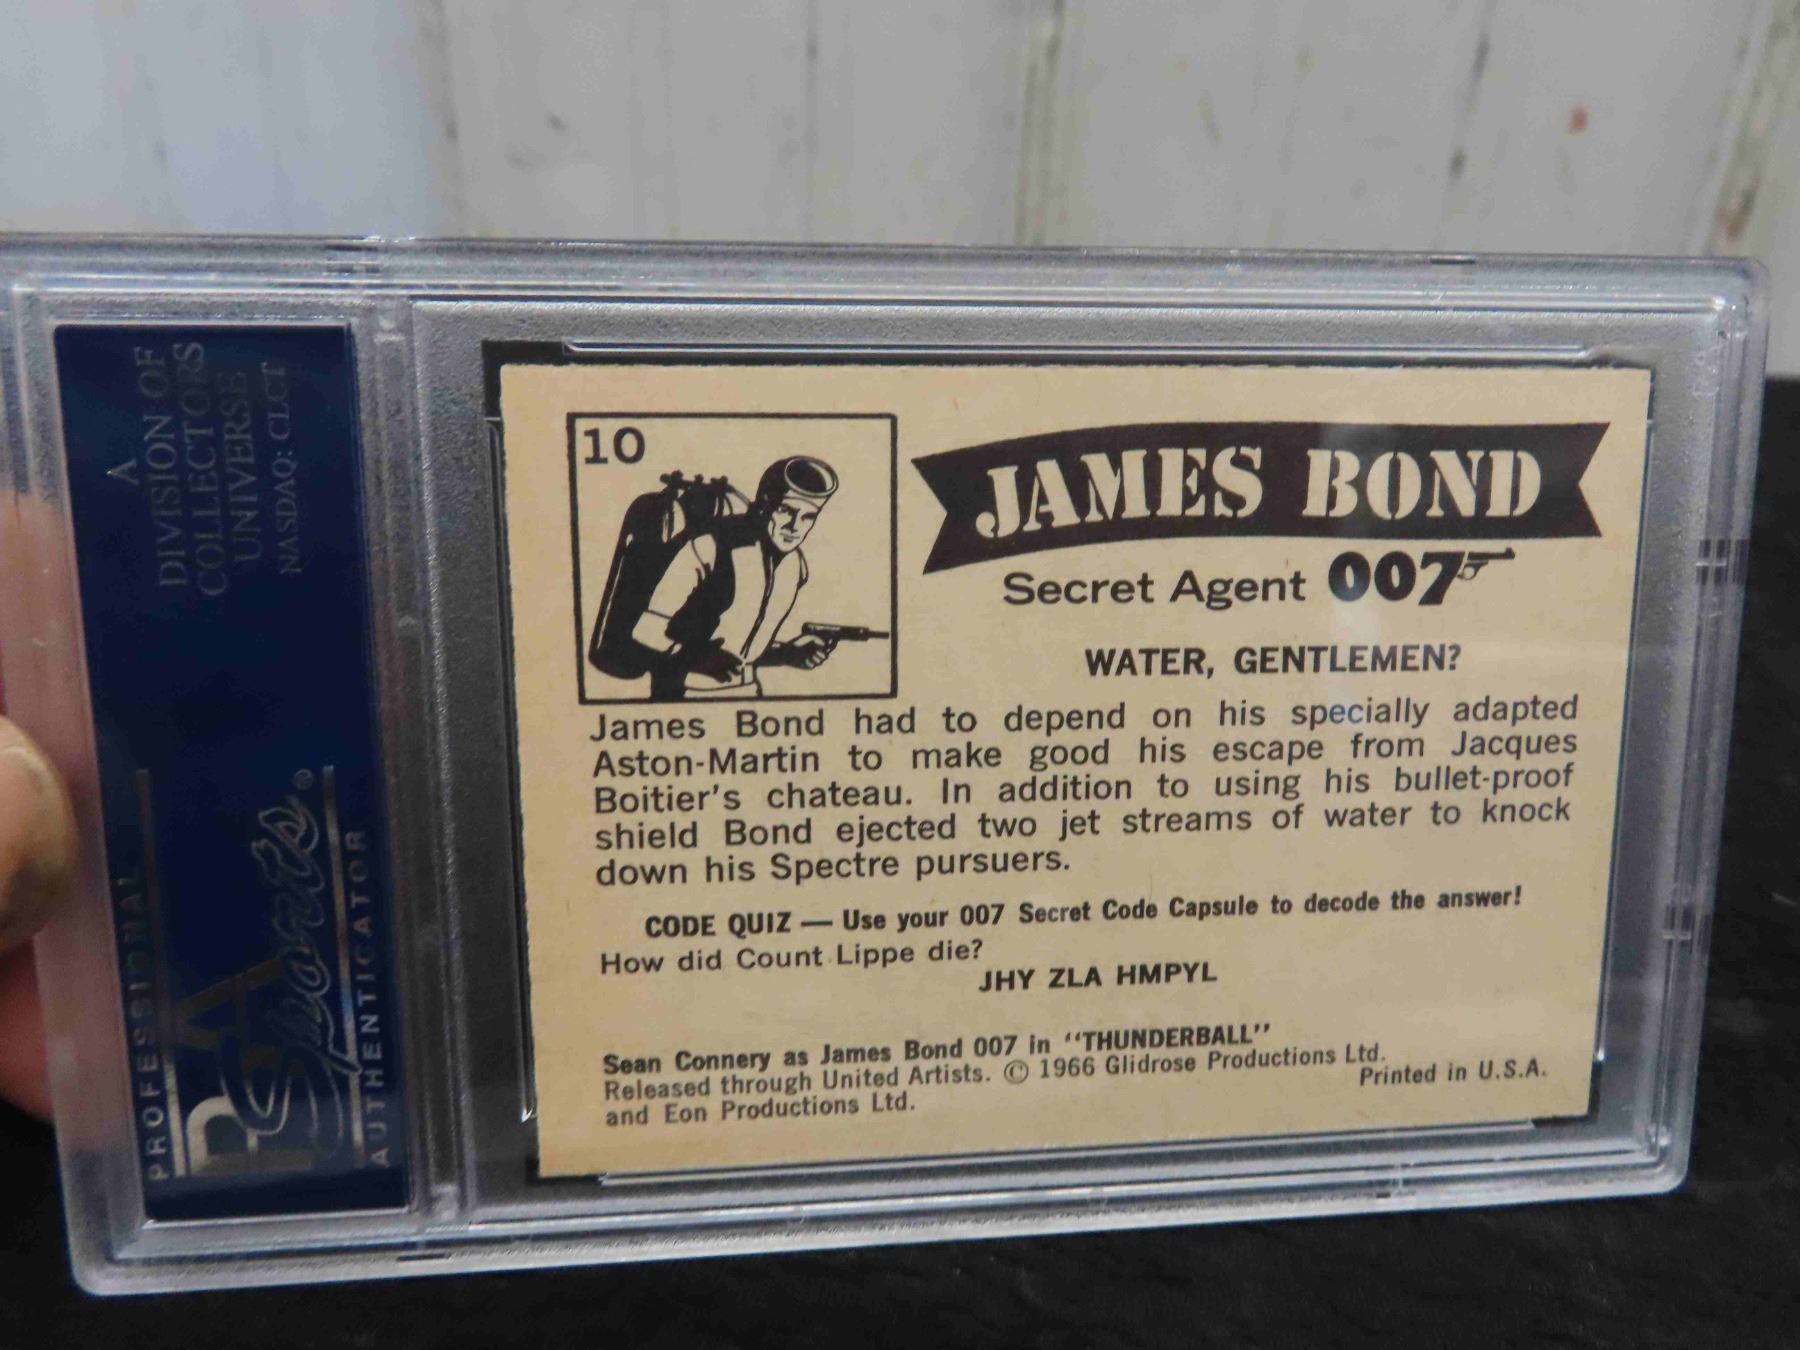 A
DIVISION OF
COLLECTORS
UNIVERSE
NASDAQ: CLCT
PROFESSIONAL
PSA
Sports®
AUTHENTICATOR
10
JAMES BOND
Secret Agent 007
WATER, GENTLEMEN?
James Bond had to depend on his specially adapted
Aston-Martin to make good his escape from Jacques
Boitier's chateau. In addition to using his bullet-proof
shield Bond ejected two jet streams of water to knock
down his Spectre pursuers.
CODE QUIZ — Use your 007 Secret Code Capsule to decode the answer!
How did Count Lippe die?
JHY ZLA HMPYL
Sean Connery as James Bond 007 in "THUNDERBALL"
Released through United Artists. © 1966 Glidrose Productions Ltd.
and Eon Productions Ltd.
Printed in U.S.A.